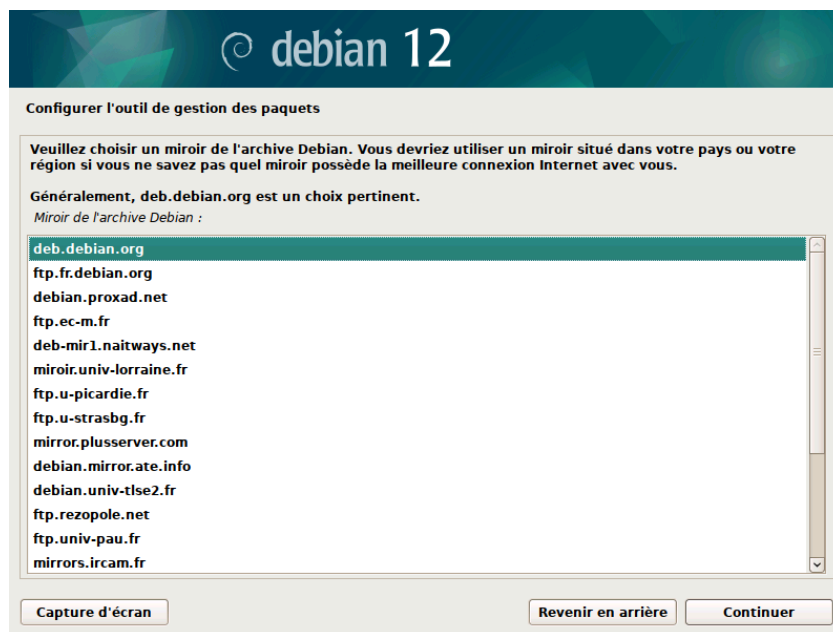 debian 12
Configurer l'outil de gestion des paquets
Veuillez choisir un miroir de l'archive Debian. Vous devriez utiliser un miroir situé dans votre pays ou votre
région si vous ne savez pas quel miroir possède la meilleure connexion Internet avec vous.
Généralement, deb.debian.org est un choix pertinent.
Miroir de l'archive Debian :
deb.debian.org
ftp.fr.debian.org
debian.proxad.net
ftp.ec-m.fr
deb-mir1.naitways.net
miroir.univ-lorraine.fr
ftp.u-picardie.fr
ftp.u-strasbg.fr
mirror.plusserver.com
debian.mirror.ate.info
debian.univ-tlse2.fr
ftp.rezopole.net
ftp.univ-pau.fr
mirrors.ircam.fr
Capture d'écran
Revenir en arrière
Continuer